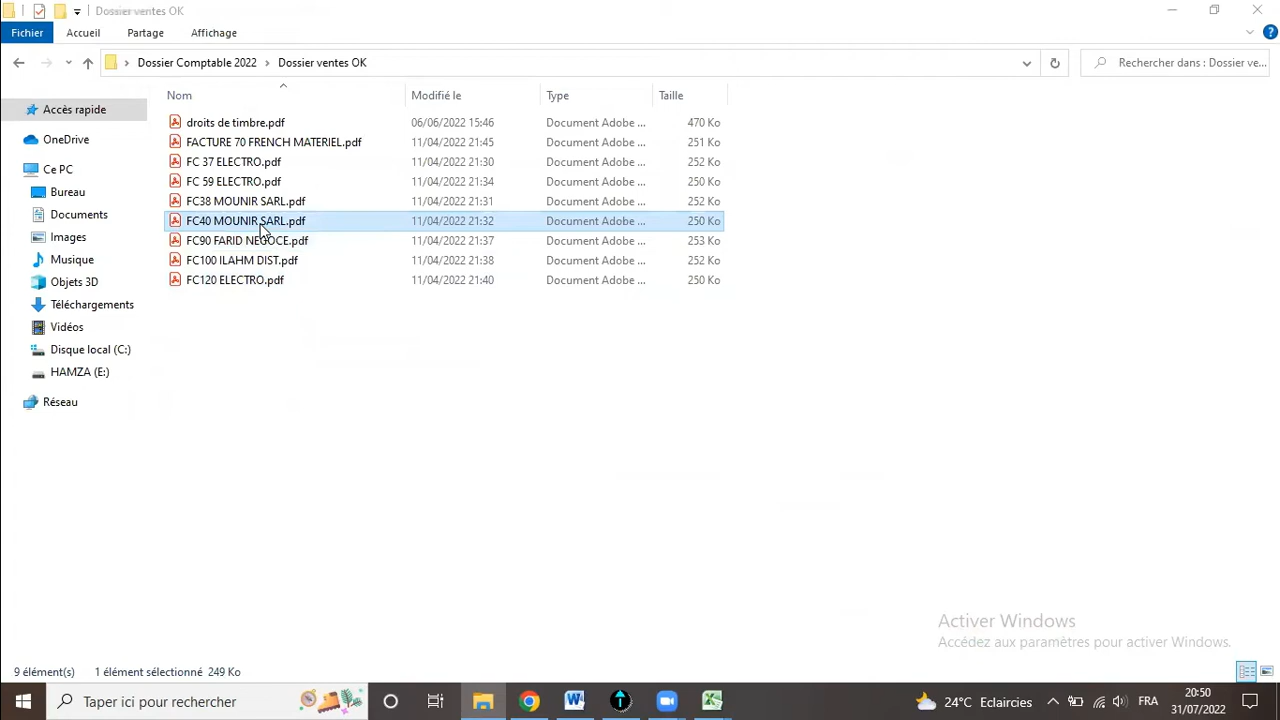 Dossier ventes OK
Fichier Accueil Partage Affichage
Dossier Comptable 2022 Dossier ventes OK Rechercher dans : Dossier ve...
Nom Modifié le Type Taille
Accès rapide
OneDrive
Ce PC
Bureau
Documents
Images
Musique
Objets 3D
Téléchargements
Vidéos
Disque local (C:)
HAMZA (E:)
Réseau
droits de timbre.pdf 06/06/2022 15:46 Document Adobe ... 470 Ko
FACTURE 70 FRENCH MATERIEL.pdf 11/04/2022 21:45 Document Adobe ... 251 Ko
FC 37 ELECTRO.pdf 11/04/2022 21:30 Document Adobe ... 252 Ko
FC 59 ELECTRO.pdf 11/04/2022 21:34 Document Adobe ... 250 Ko
FC38 MOUNIR SARL.pdf 11/04/2022 21:31 Document Adobe ... 252 Ko
FC40 MOUNIR SARL.pdf 11/04/2022 21:32 Document Adobe ... 250 Ko
FC90 FARID NEGOCE.pdf 11/04/2022 21:37 Document Adobe ... 253 Ko
FC100 ILAHM DIST.pdf 11/04/2022 21:38 Document Adobe ... 252 Ko
FC120 ELECTRO.pdf 11/04/2022 21:40 Document Adobe ... 250 Ko
Activer Windows
Accédez aux paramètres pour activer Windows.
9 élément(s) 1 élément sélectionné 249 Ko
Taper ici pour rechercher 24°C Eclaircies FRA 20:50
31/07/2022